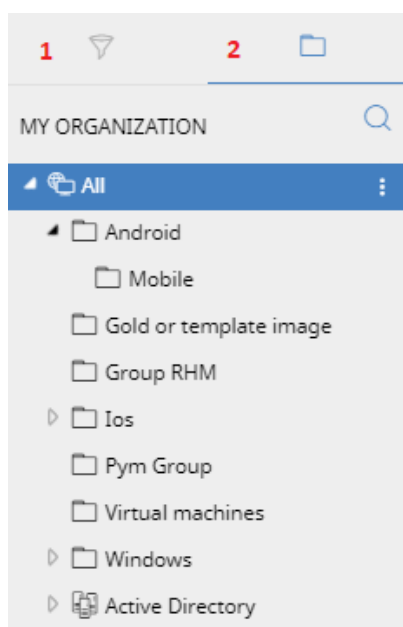 1 2
MY ORGANIZATION
All
Android
Mobile
Gold or template image
Group RHM
Ios
Pym Group
Virtual machines
Windows
Active Directory